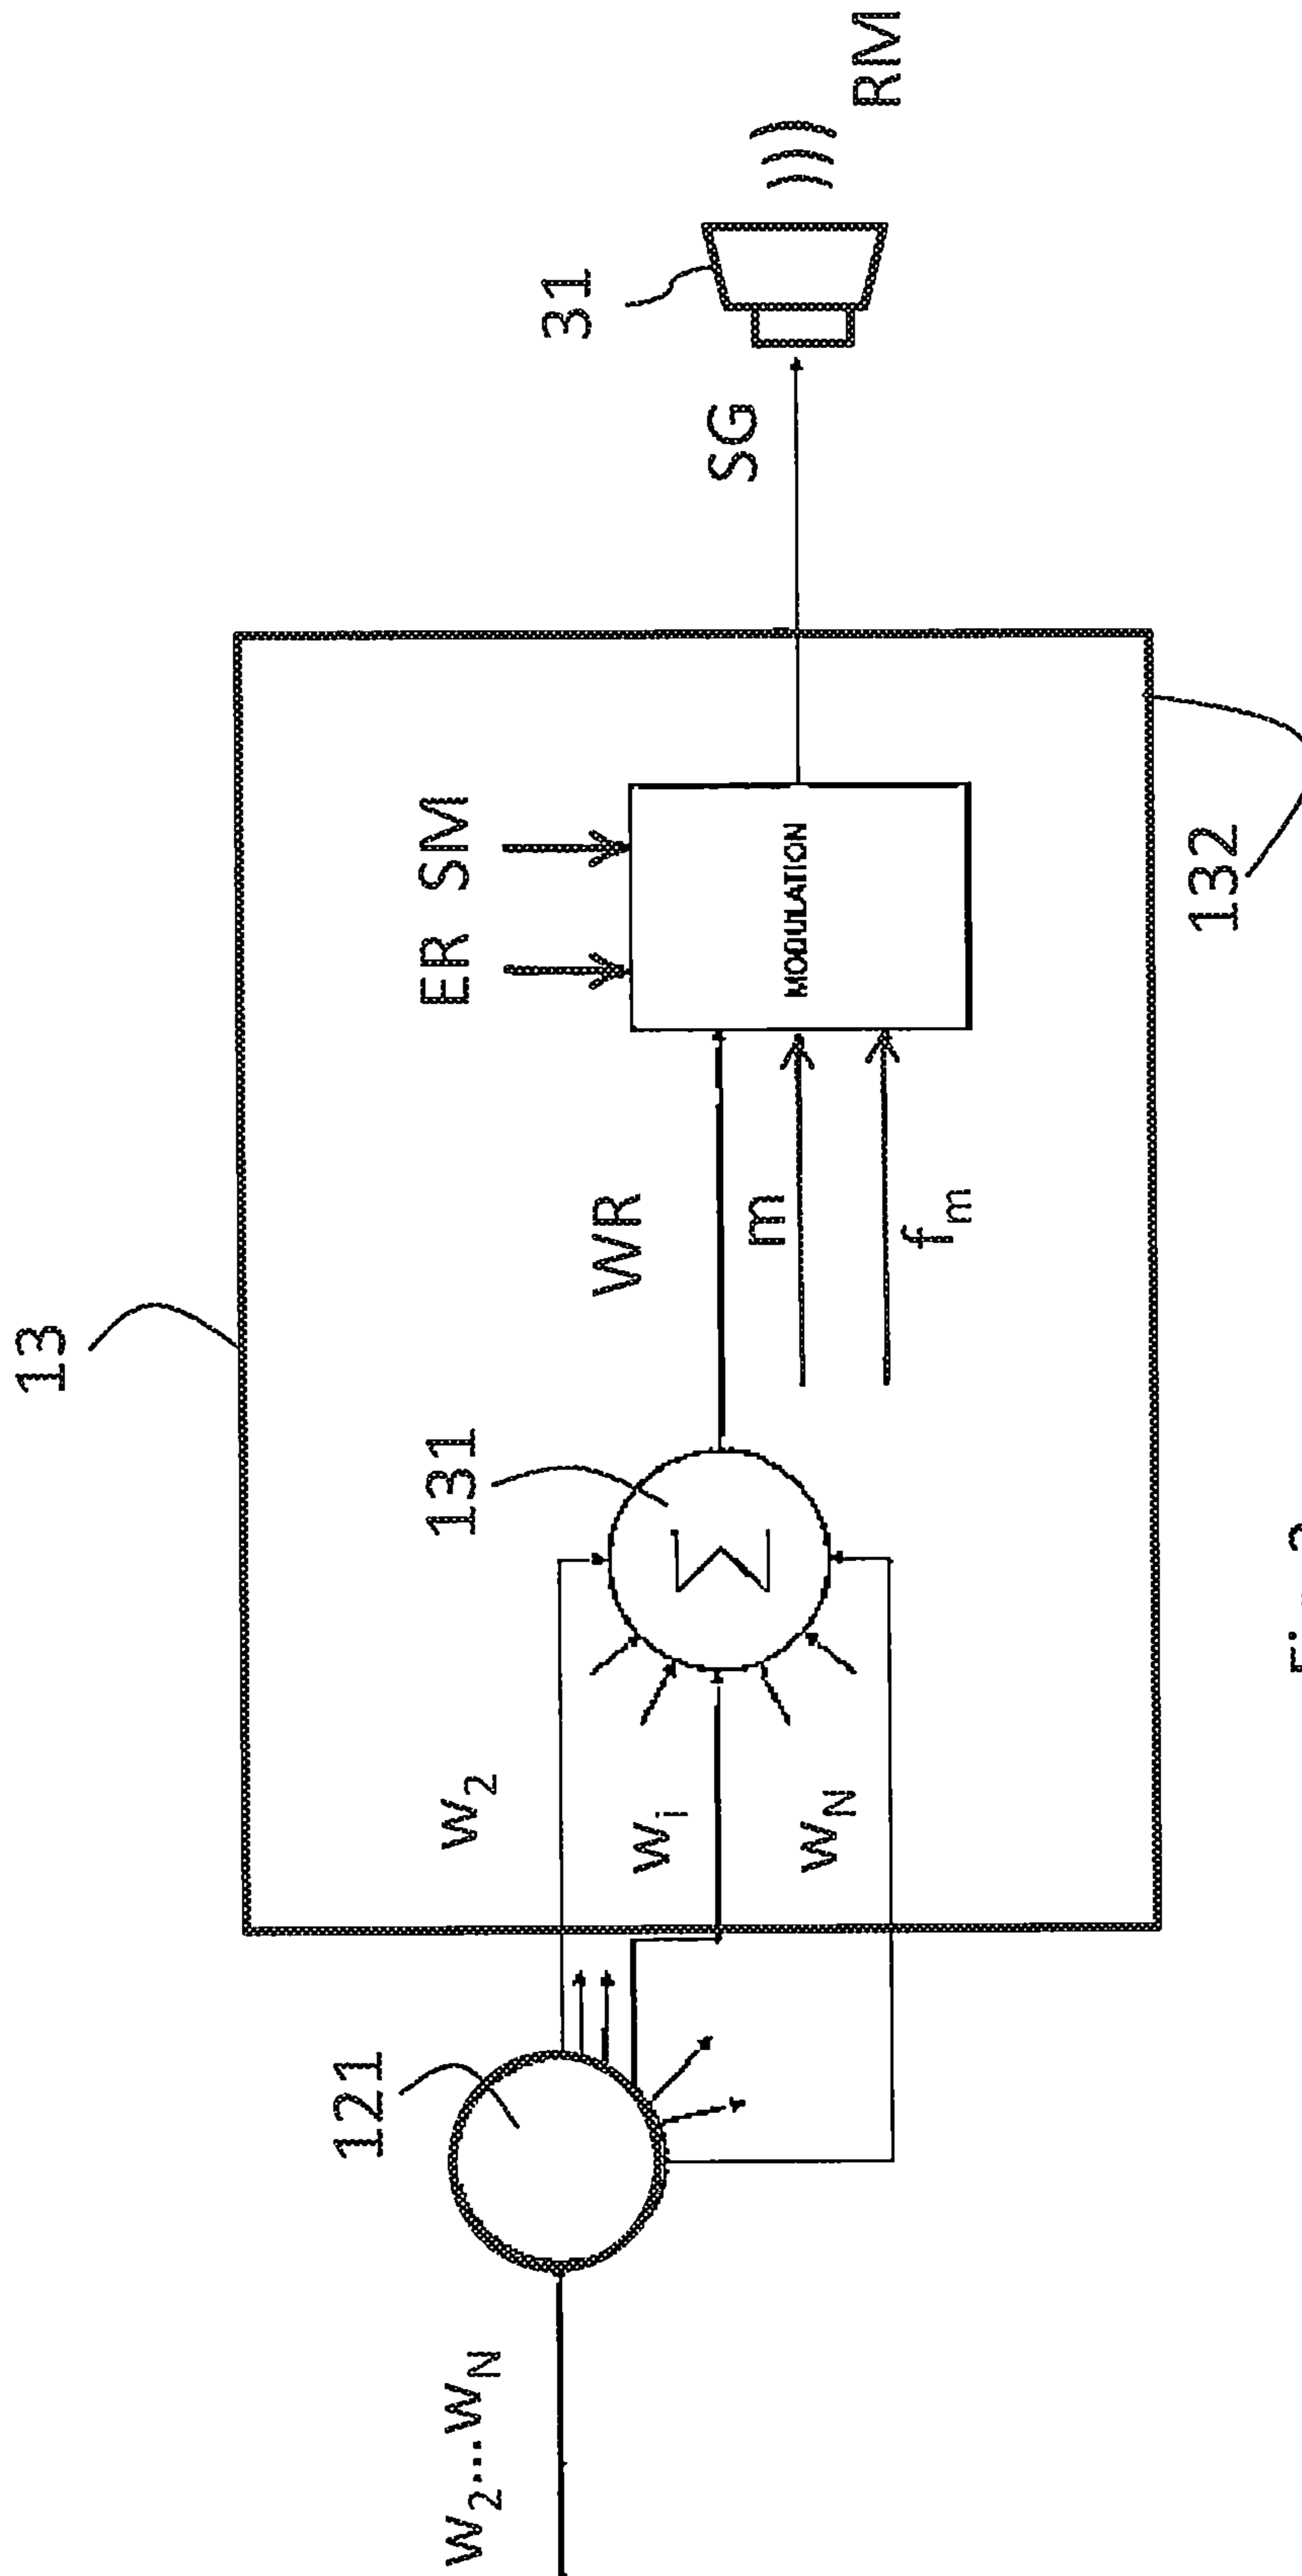 13
31
RM
SG
ER SM
MODULATION
132
WR
m
f_m
131
Σ
w_2
w_i
w_N
121
w_2...w_N